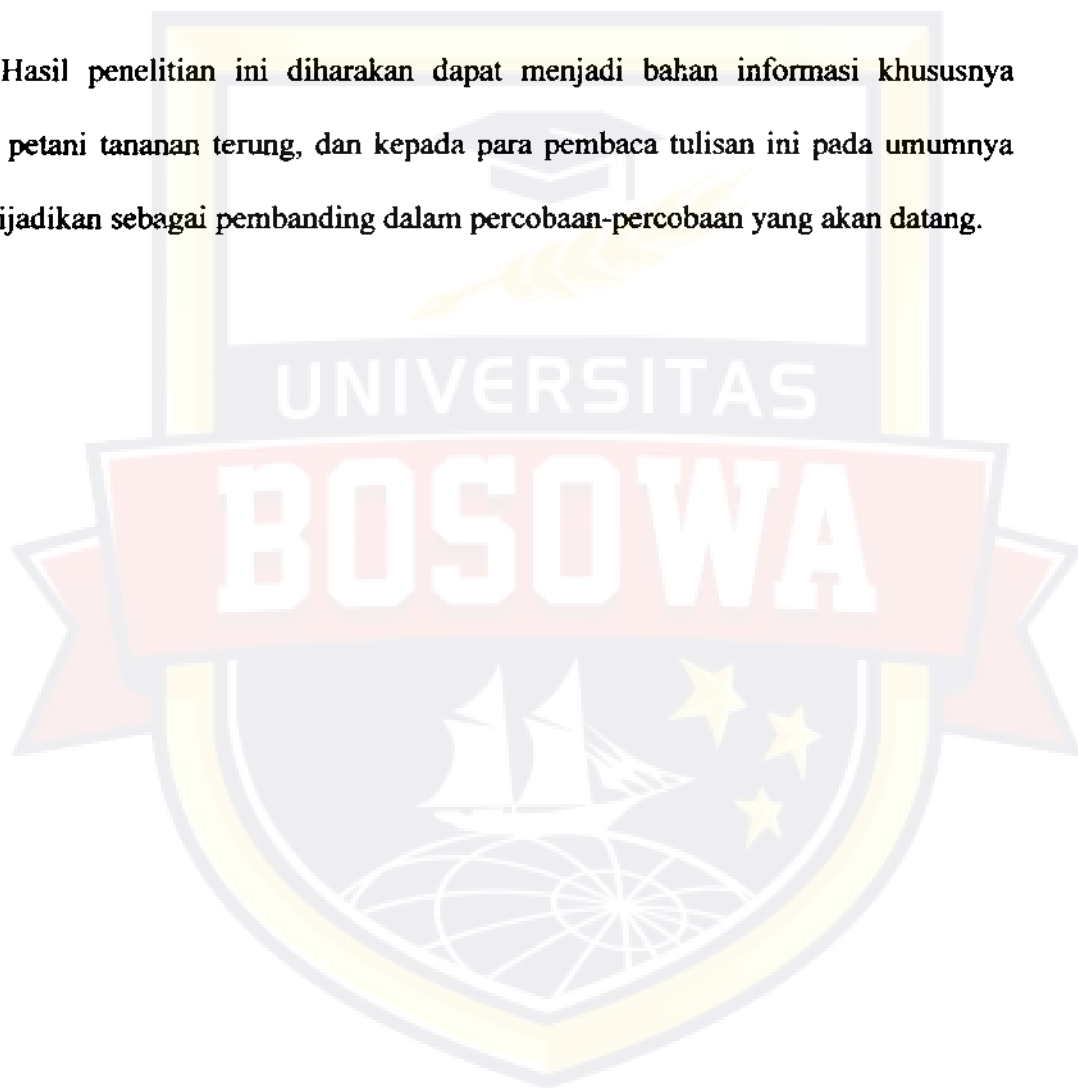 Hasil penelitian ini diharakan dapat menjadi bahan informasi khususnya
petani tananan terung, dan kepada para pembaca tulisan ini pada umumnya
ijadikan sebagai pembanding dalam percobaan-percobaan yang akan datang.
UNIVERSITAS
BOSOWA